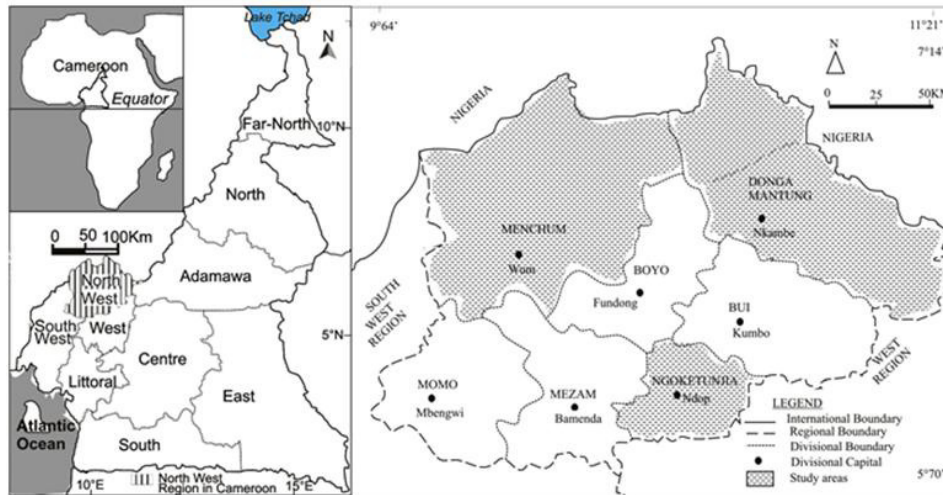 Lake Tchad
N
Cameroon
Equator
Far-North
10°N
North
0 50 100Km
Adamawa
North
West
South
West
West
5°N
Centre
Littoral
East
Atlantic
Ocean
South
North West
Region in Cameroon
10°E
15°E
9°64'
11°21'
7°14'
N
0 25 50KM
NIGERIA
NIGERIA
DONGA
MANTUNG
Nkambe
MENCHUM
Wum
BOYO
Fundong
SOUTH
WEST
REGION
BUI
Kumbo
WEST
REGION
NGOKETUNJIA
Ndop
MOMO
Mbengwi
MEZAM
Bamenda
LEGEND
International Boundary
Regional Boundary
Divisional Boundary
Divisional Capital
Study areas
5°70'